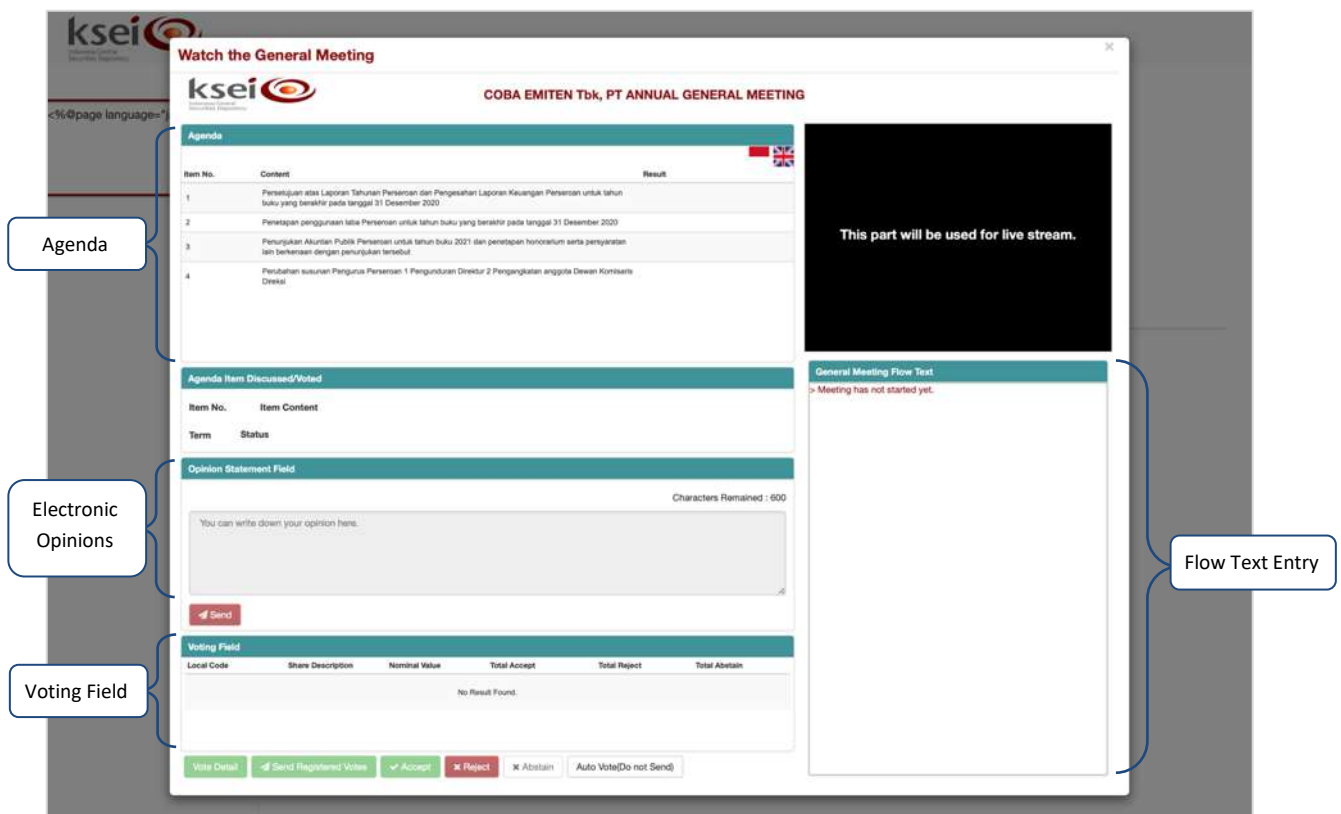 ksei
Indonesia Central
Securities Depository
<%@page language="j
Watch the General Meeting
×
ksei
Indonesia Central
Securities Depository
COBA EMITEN Tbk, PT ANNUAL GENERAL MEETING
Agenda
Item No. Content Result
1 Persetujuan atas Laporan Tahunan Perseroan dan Pengesahan Laporan Keuangan Perseroan untuk tahun
buku yang berakhir pada tanggal 31 Desember 2020
2 Penetapan penggunaan laba Perseroan untuk tahun buku yang berakhir pada tanggal 31 Desember 2020
3 Penunjukan Akuntan Publik Perseroan untuk tahun buku 2021 dan penetapan honorarium serta persyaratan
lain berkenaan dengan penunjukan tersebut
4 Perubahan susunan Pengurus Perseroan 1 Pengunduran Direktur 2 Pengangkatan anggota Dewan Komisaris
Direksi
This part will be used for live stream.
Agenda
Agenda Item Discussed/Voted
Item No. Item Content
Term Status
General Meeting Flow Text
> Meeting has not started yet.
Opinion Statement Field
Characters Remained : 600
You can write down your opinion here.
Send
Electronic
Opinions
Flow Text Entry
Voting Field
Local Code Share Description Nominal Value Total Accept Total Reject Total Abstain
No Result Found.
Voting Field
Vote Detail Send Registered Votes Accept Reject Abstain Auto Vote(Do not Send)